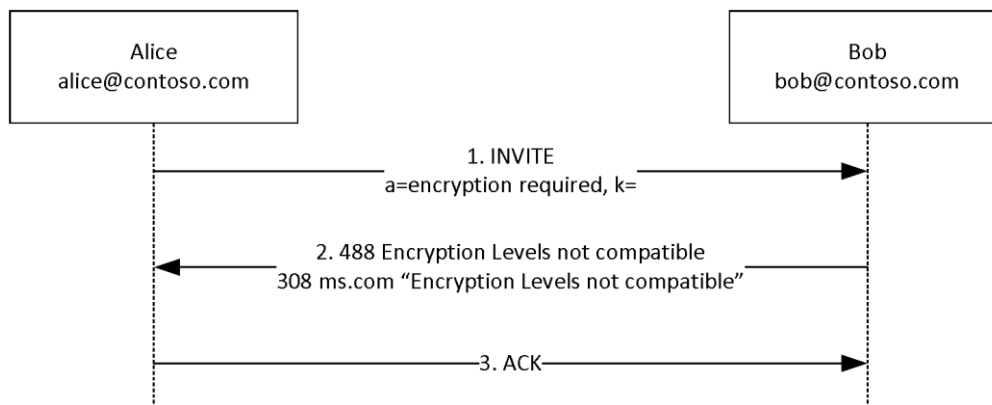 Alice
alice@contoso.com
Bob
bob@contoso.com
1. INVITE
a=encryption required, k=
2. 488 Encryption Levels not compatible
308 ms.com “Encryption Levels not compatible”
3. ACK